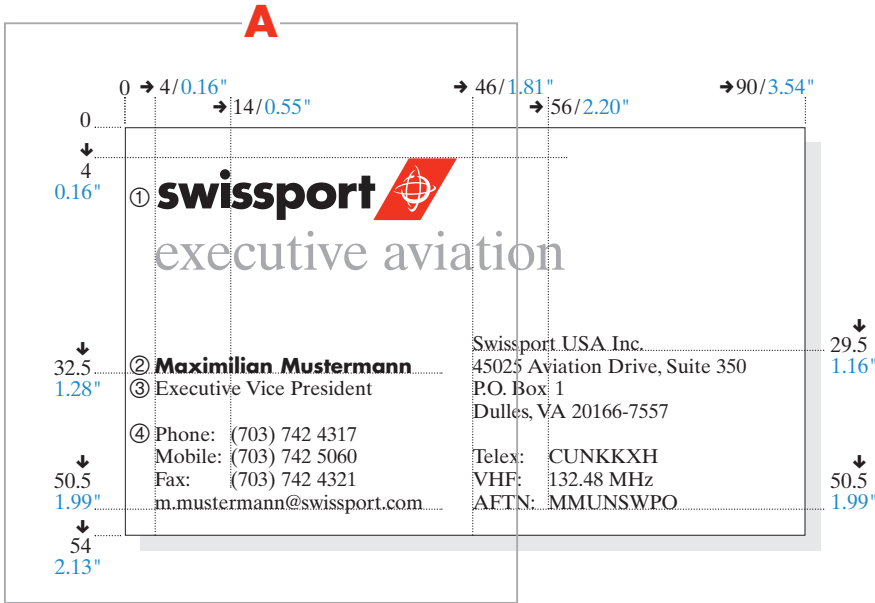 A
0 → 4/0.16" → 46/1.81" → 90/3.54"
→ 14/0.55" → 56/2.20"
0
↓
4
0.16"
① swissport
executive aviation
Swissport USA Inc.
↓
29.5
1.16"
↓
32.5
1.28"
② Maximilian Mustermann 45025 Aviation Drive, Suite 350
③ Executive Vice President P.O. Box 1
Dulles, VA 20166-7557
④ Phone: (703) 742 4317
Mobile: (703) 742 5060 Telex: CUNKKXH
Fax: (703) 742 4321 VHF: 132.48 MHz
m.mustermann@swissport.com AFTN: MMUNSWPO
↓
50.5
1.99"
↓
50.5
1.99"
↓
54
2.13"